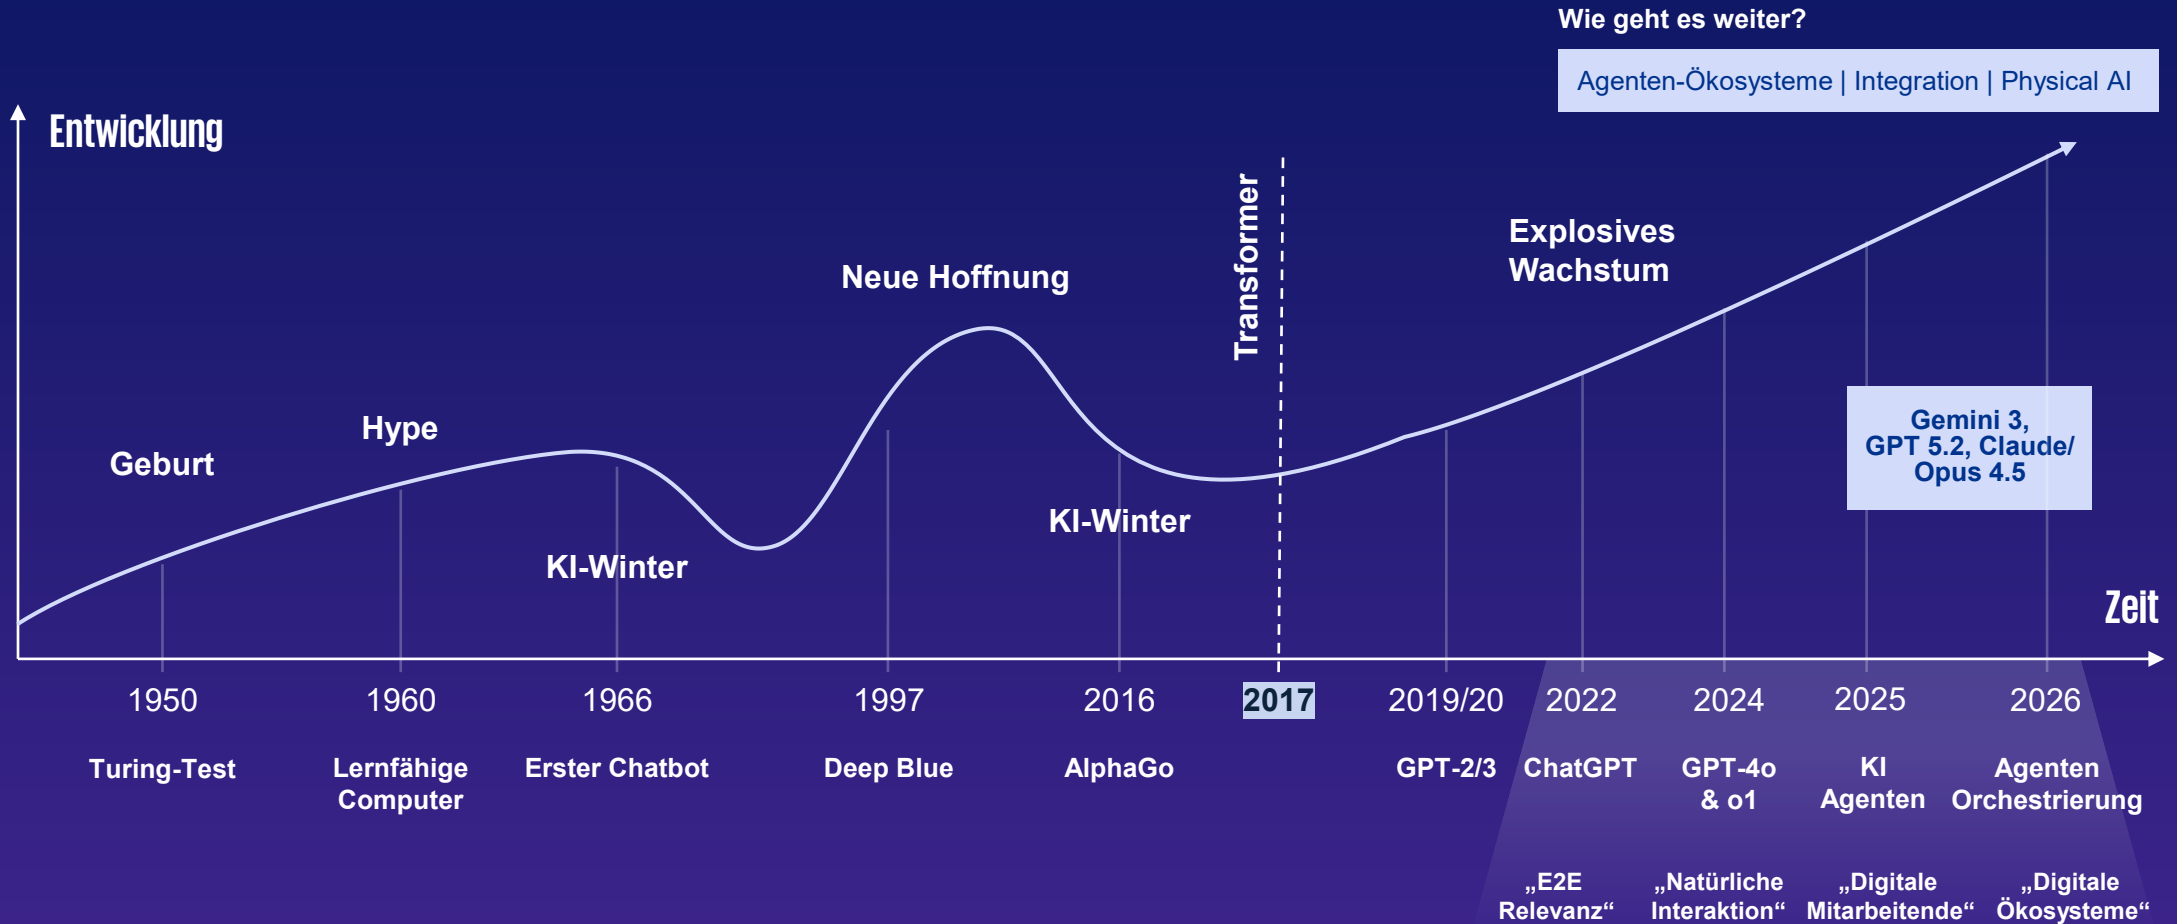 Wie geht es weiter?
Agenten-Ökosysteme | Integration | Physical AI
Entwicklung
Transformer
Explosives
Wachstum
Neue Hoffnung
Hype
Geburt
Gemini 3,
GPT 5.2, Claude/
Opus 4.5
KI-Winter
KI-Winter
Zeit
1950
1960
1966
1997
2016
2017
2019/20
2022
2024
2025
2026
Turing-Test
Lernfähige
Computer
Erster Chatbot
Deep Blue
AlphaGo
GPT-2/3
ChatGPT
GPT-4o
& o1
KI
Agenten
Agenten
Orchestrierung
„E2E
Relevanz“
„Natürliche
Interaktion“
„Digitale
Mitarbeitende“
„Digitale
Ökosysteme“